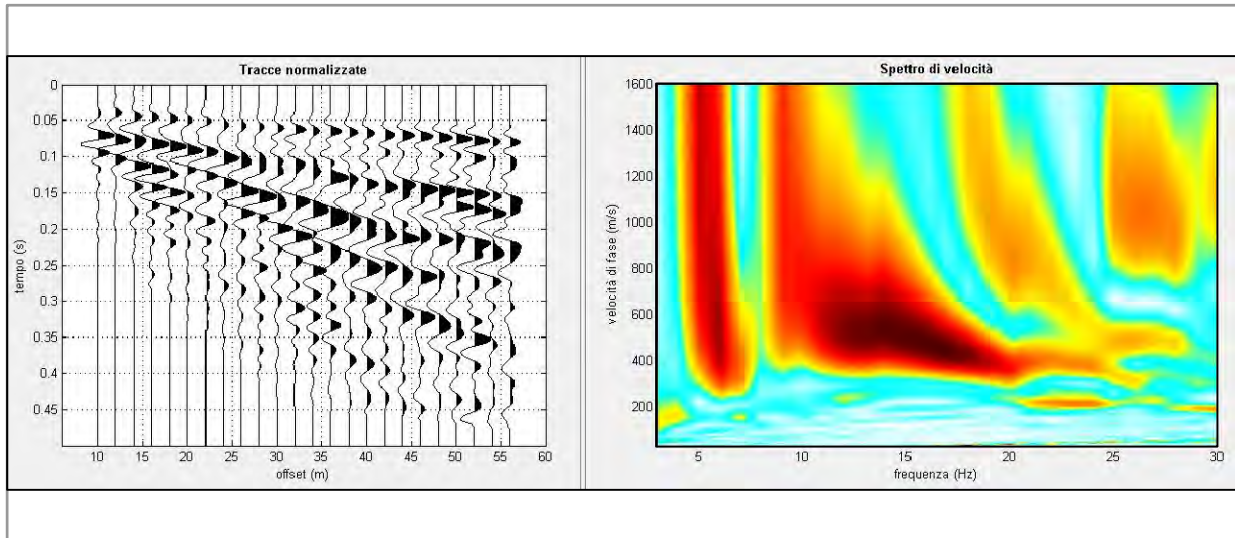 Tracce normalizzate
0
0.05
0.1
0.15
0.2
0.25
0.3
0.35
0.4
0.45
tempo (s)
10 15 20 25 30 35 40 45 50 55 60
offset (m)
Spettro di velocità
1600
1400
1200
1000
800
600
400
200
velocità di fase (m/s)
5 10 15 20 25 30
frequenza (Hz)